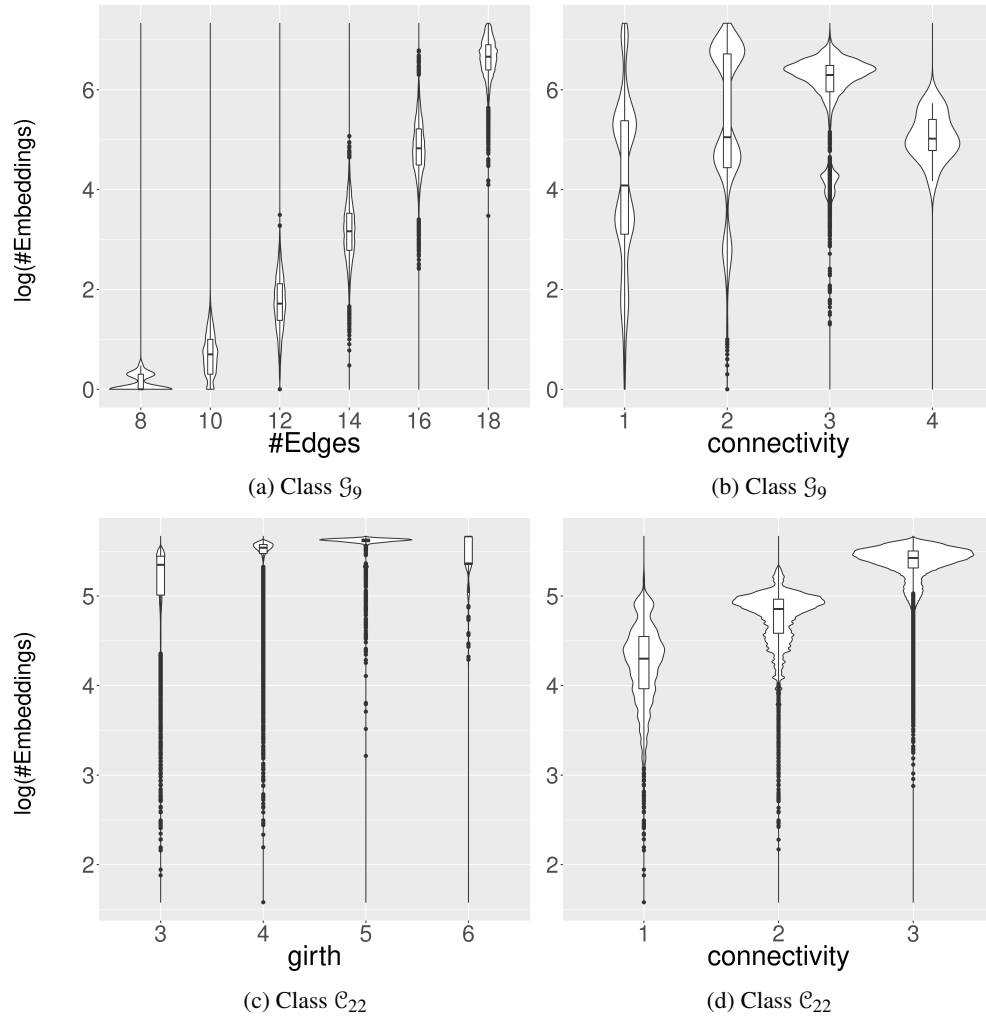 log(#Embeddings)
6
4
2
0
8 10 12 14 16 18
#Edges
(a) Class 𝒢₉
6
4
2
0
1 2 3 4
connectivity
(b) Class 𝒢₉
log(#Embeddings)
5
4
3
2
3 4 5 6
girth
(c) Class 𝒞₂₂
5
4
3
2
1 2 3
connectivity
(d) Class 𝒞₂₂